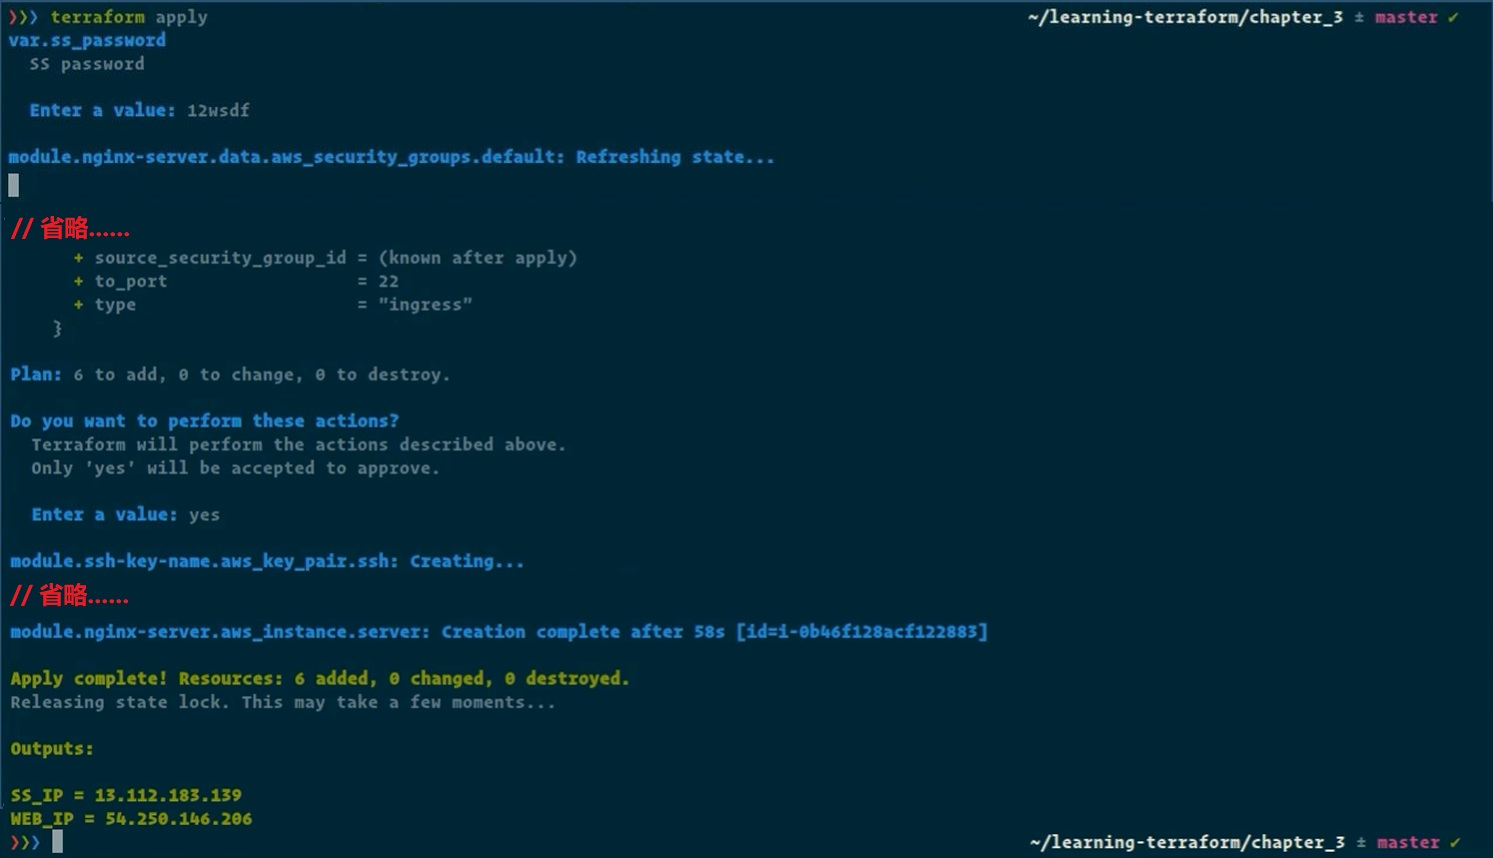 ❯❯❯ terraform apply ~/learning-terraform/chapter_3 ± master ✓
var.ss_password
SS password
Enter a value: 12wsdf
module.nginx-server.data.aws_security_groups.default: Refreshing state...
// 省略......
+ source_security_group_id = (known after apply)
+ to_port = 22
+ type = "ingress"
}
Plan: 6 to add, 0 to change, 0 to destroy.
Do you want to perform these actions?
Terraform will perform the actions described above.
Only 'yes' will be accepted to approve.
Enter a value: yes
module.ssh-key-name.aws_key_pair.ssh: Creating...
// 省略......
module.nginx-server.aws_instance.server: Creation complete after 58s [id=i-0b46f128acf122883]
Apply complete! Resources: 6 added, 0 changed, 0 destroyed.
Releasing state lock. This may take a few moments...
Outputs:
SS_IP = 13.112.183.139
WEB_IP = 54.250.146.206
❯❯❯ ~/learning-terraform/chapter_3 ± master ✓